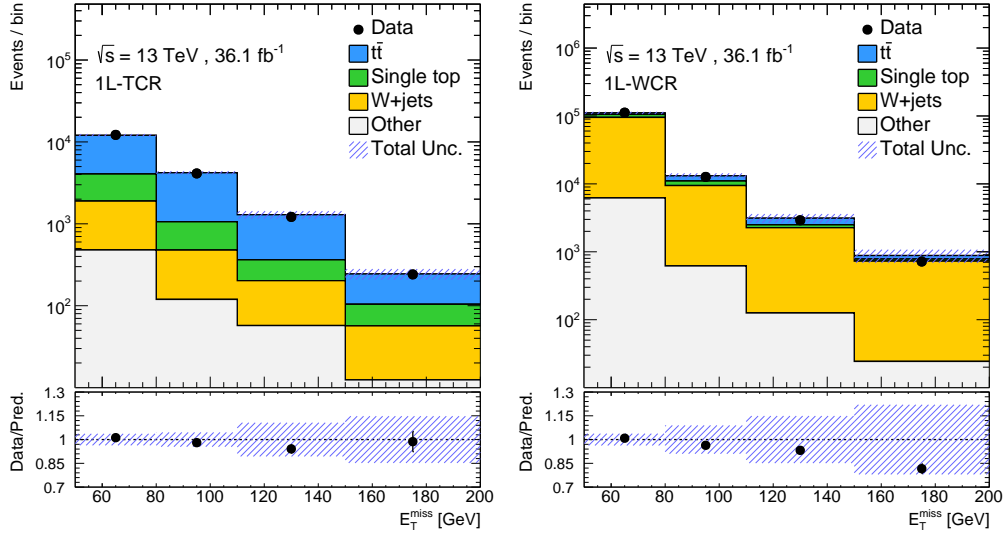 Events / bin
10⁵
10⁴
10³
10²
√s = 13 TeV , 36.1 fb⁻¹
1L-TCR
Data
tt̄
Single top
W+jets
Other
Total Unc.
Data/Pred.
1.3
1.15
1
0.85
0.7
60 80 100 120 140 160 180 200
E_T^miss [GeV]
Events / bin
10⁶
10⁵
10⁴
10³
10²
√s = 13 TeV , 36.1 fb⁻¹
1L-WCR
Data
tt̄
Single top
W+jets
Other
Total Unc.
Data/Pred.
1.3
1.15
1
0.85
0.7
60 80 100 120 140 160 180 200
E_T^miss [GeV]